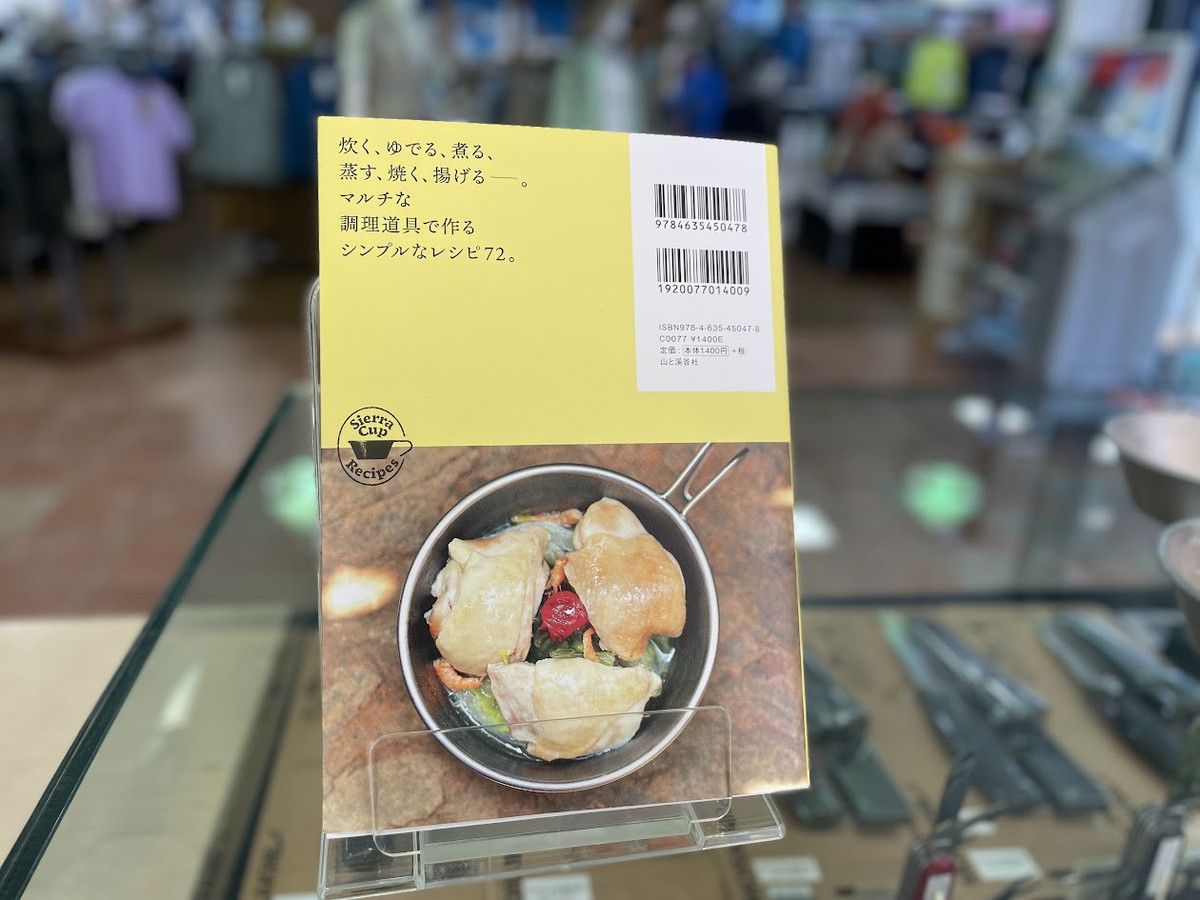 炊く、ゆでる、煮る、
蒸す、焼く、揚げる──。
マルチな
調理道具で作る
シンプルなレシピ72。
9784635450478
1920077014009
ISBN978-4-635-45047-8
C0077 ¥1400E
定価:本体1400円+税
山と溪谷社
Sierra
Cup
Recipes